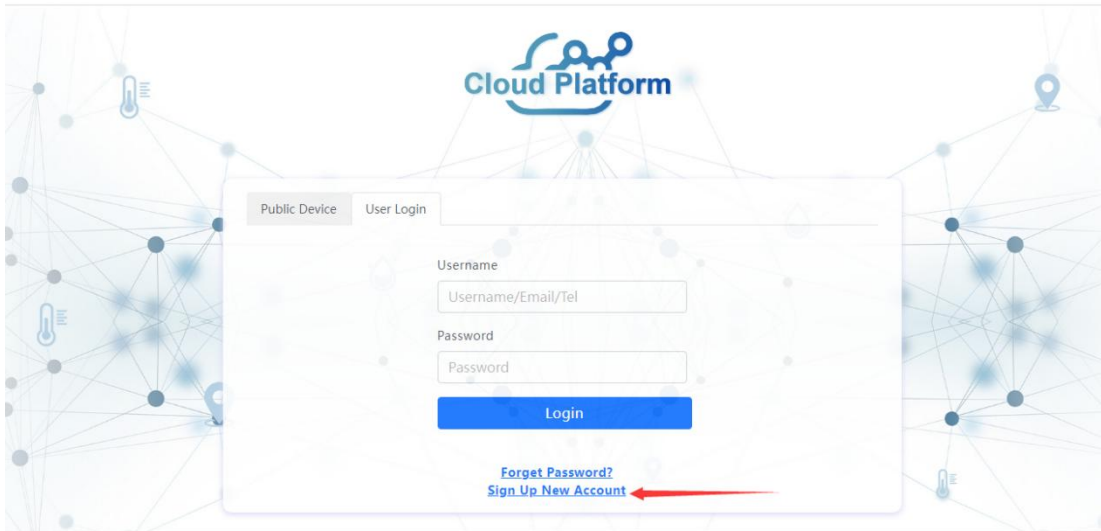 Cloud Platform
Public Device User Login
Username
Username/Email/Tel
Password
Password
Login
Forget Password?
Sign Up New Account